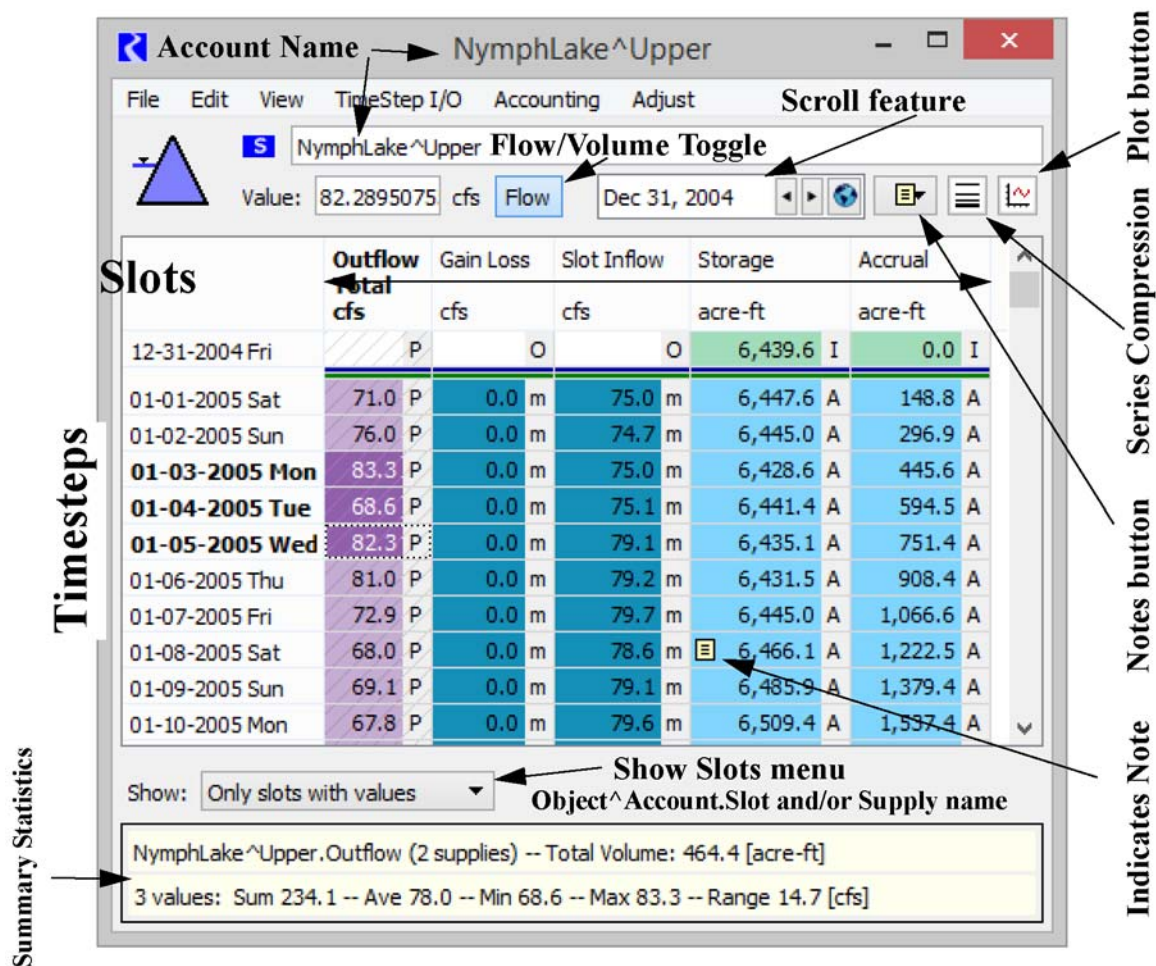 Account Name NymphLake^Upper
File Edit View TimeStep I/O Accounting Adjust
Scroll feature
Plot button
S NymphLake^Upper
Flow/Volume Toggle
Value: 82.2895075 cfs Flow Dec 31, 2004
Slots
Outflow Total Gain Loss Slot Inflow Storage Accrual
cfs cfs cfs acre-ft acre-ft
12-31-2004 Fri P O O 6,439.6 I 0.0 I
01-01-2005 Sat 71.0 P 0.0 m 75.0 m 6,447.6 A 148.8 A
01-02-2005 Sun 76.0 P 0.0 m 74.7 m 6,445.0 A 296.9 A
01-03-2005 Mon 83.3 P 0.0 m 75.0 m 6,428.6 A 445.6 A
01-04-2005 Tue 68.6 P 0.0 m 75.1 m 6,441.4 A 594.5 A
01-05-2005 Wed 82.3 P 0.0 m 79.1 m 6,435.1 A 751.4 A
01-06-2005 Thu 81.0 P 0.0 m 79.2 m 6,431.5 A 908.4 A
01-07-2005 Fri 72.9 P 0.0 m 79.7 m 6,445.0 A 1,066.6 A
01-08-2005 Sat 68.0 P 0.0 m 78.6 m 6,466.1 A 1,222.5 A
01-09-2005 Sun 69.1 P 0.0 m 79.1 m 6,485.9 A 1,379.4 A
01-10-2005 Mon 67.8 P 0.0 m 79.6 m 6,509.4 A 1,537.4 A
Timesteps
Series Compression
Notes button
Indicates Note
Show: Only slots with values
Show Slots menu
Object^Account.Slot and/or Supply name
NymphLake^Upper.Outflow (2 supplies) -- Total Volume: 464.4 [acre-ft]
3 values: Sum 234.1 -- Ave 78.0 -- Min 68.6 -- Max 83.3 -- Range 14.7 [cfs]
Summary Statistics